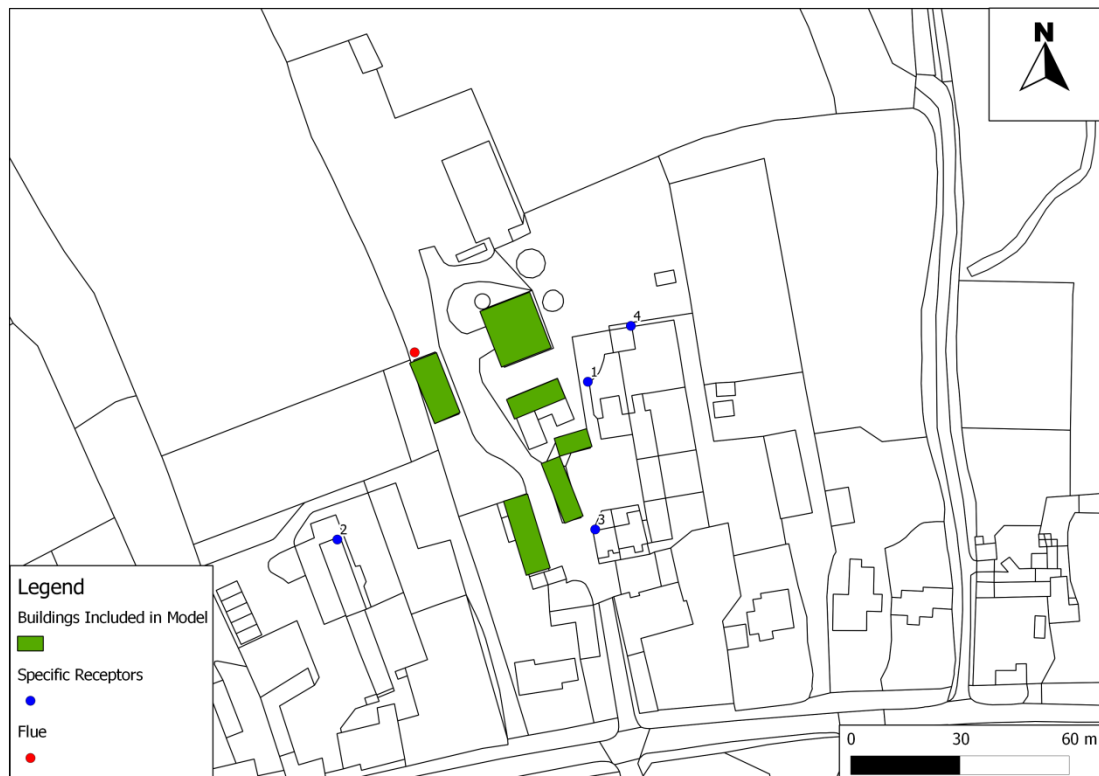 N
4
1
3
2
Legend
Buildings Included in Model
Specific Receptors
Flue
0 30 60 m